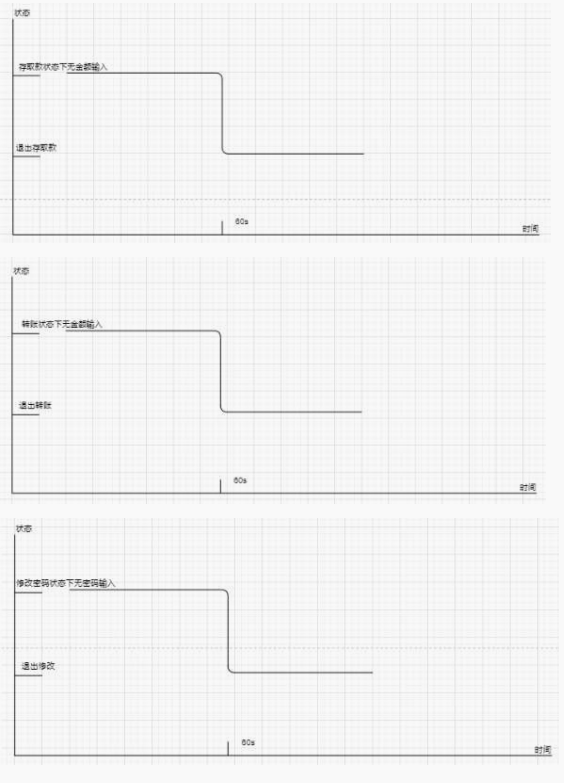 状态
存取款状态下无金额输入
退出存取款
60s
时间
状态
转账状态下无金额输入
退出转账
60s
时间
状态
修改密码状态下无密码输入
退出修改
60s
时间